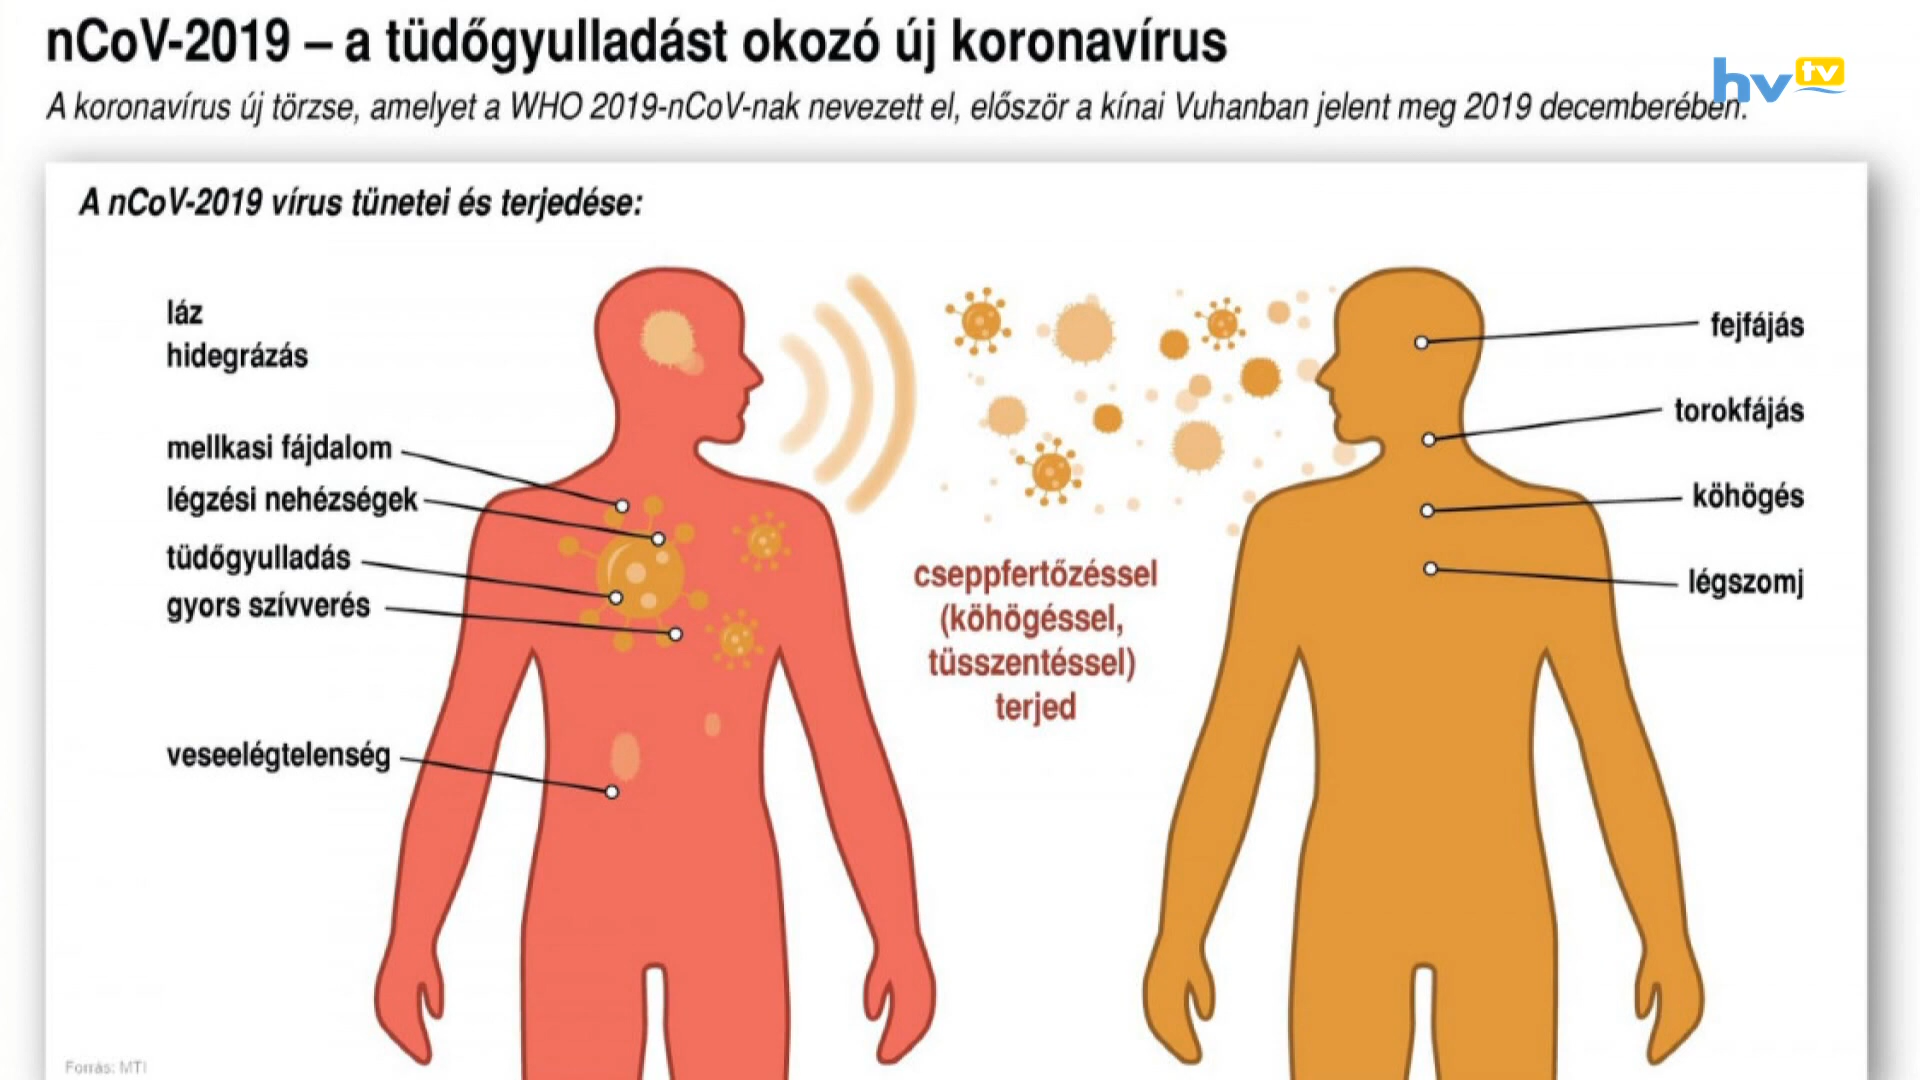 nCoV-2019 – a tüdőgyulladást okozó új koronavírus
hv tv
A koronavírus új törzse, amelyet a WHO 2019-nCoV-nak nevezett el, először a kínai Vuhanban jelent meg 2019 decemberében.
A nCoV-2019 vírus tünetei és terjedése:
láz
hidegrázás
mellkasi fájdalom
légzési nehézségek
tüdőgyulladás
gyors szívverés
veseelégtelenség
cseppfertőzéssel
(köhögéssel,
tüsszentéssel)
terjed
fejfájás
torokfájás
köhögés
légszomj
Forrás: MTI